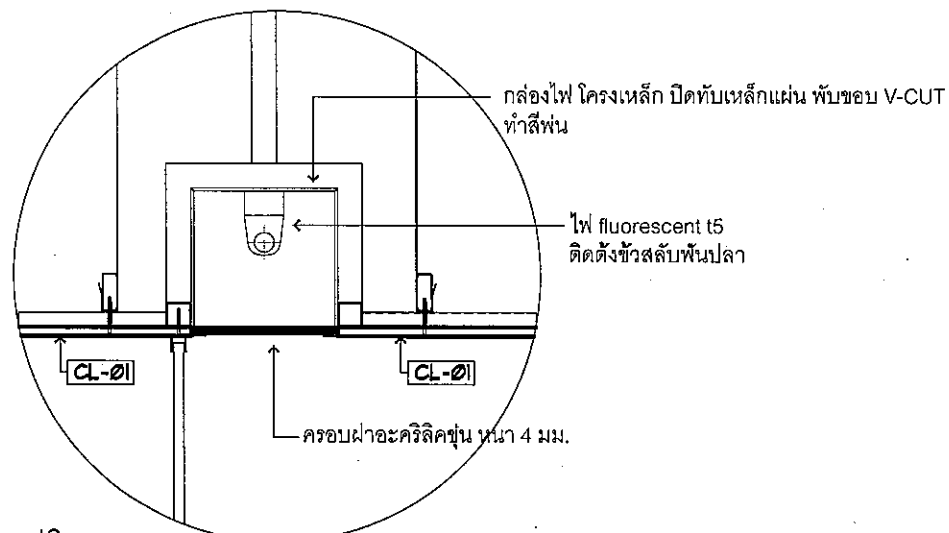 กล่องไฟ โครงเหล็ก ปิดทับเหล็กแผ่น พับขอบ V-CUT
ทำสีพ่น
ไฟ fluorescent t5
ติดตั้งขั้วสลับฟันปลา
CL-Ø1
CL-Ø1
ครอบฝาอะคริลิคขุ่น หนา 4 มม.